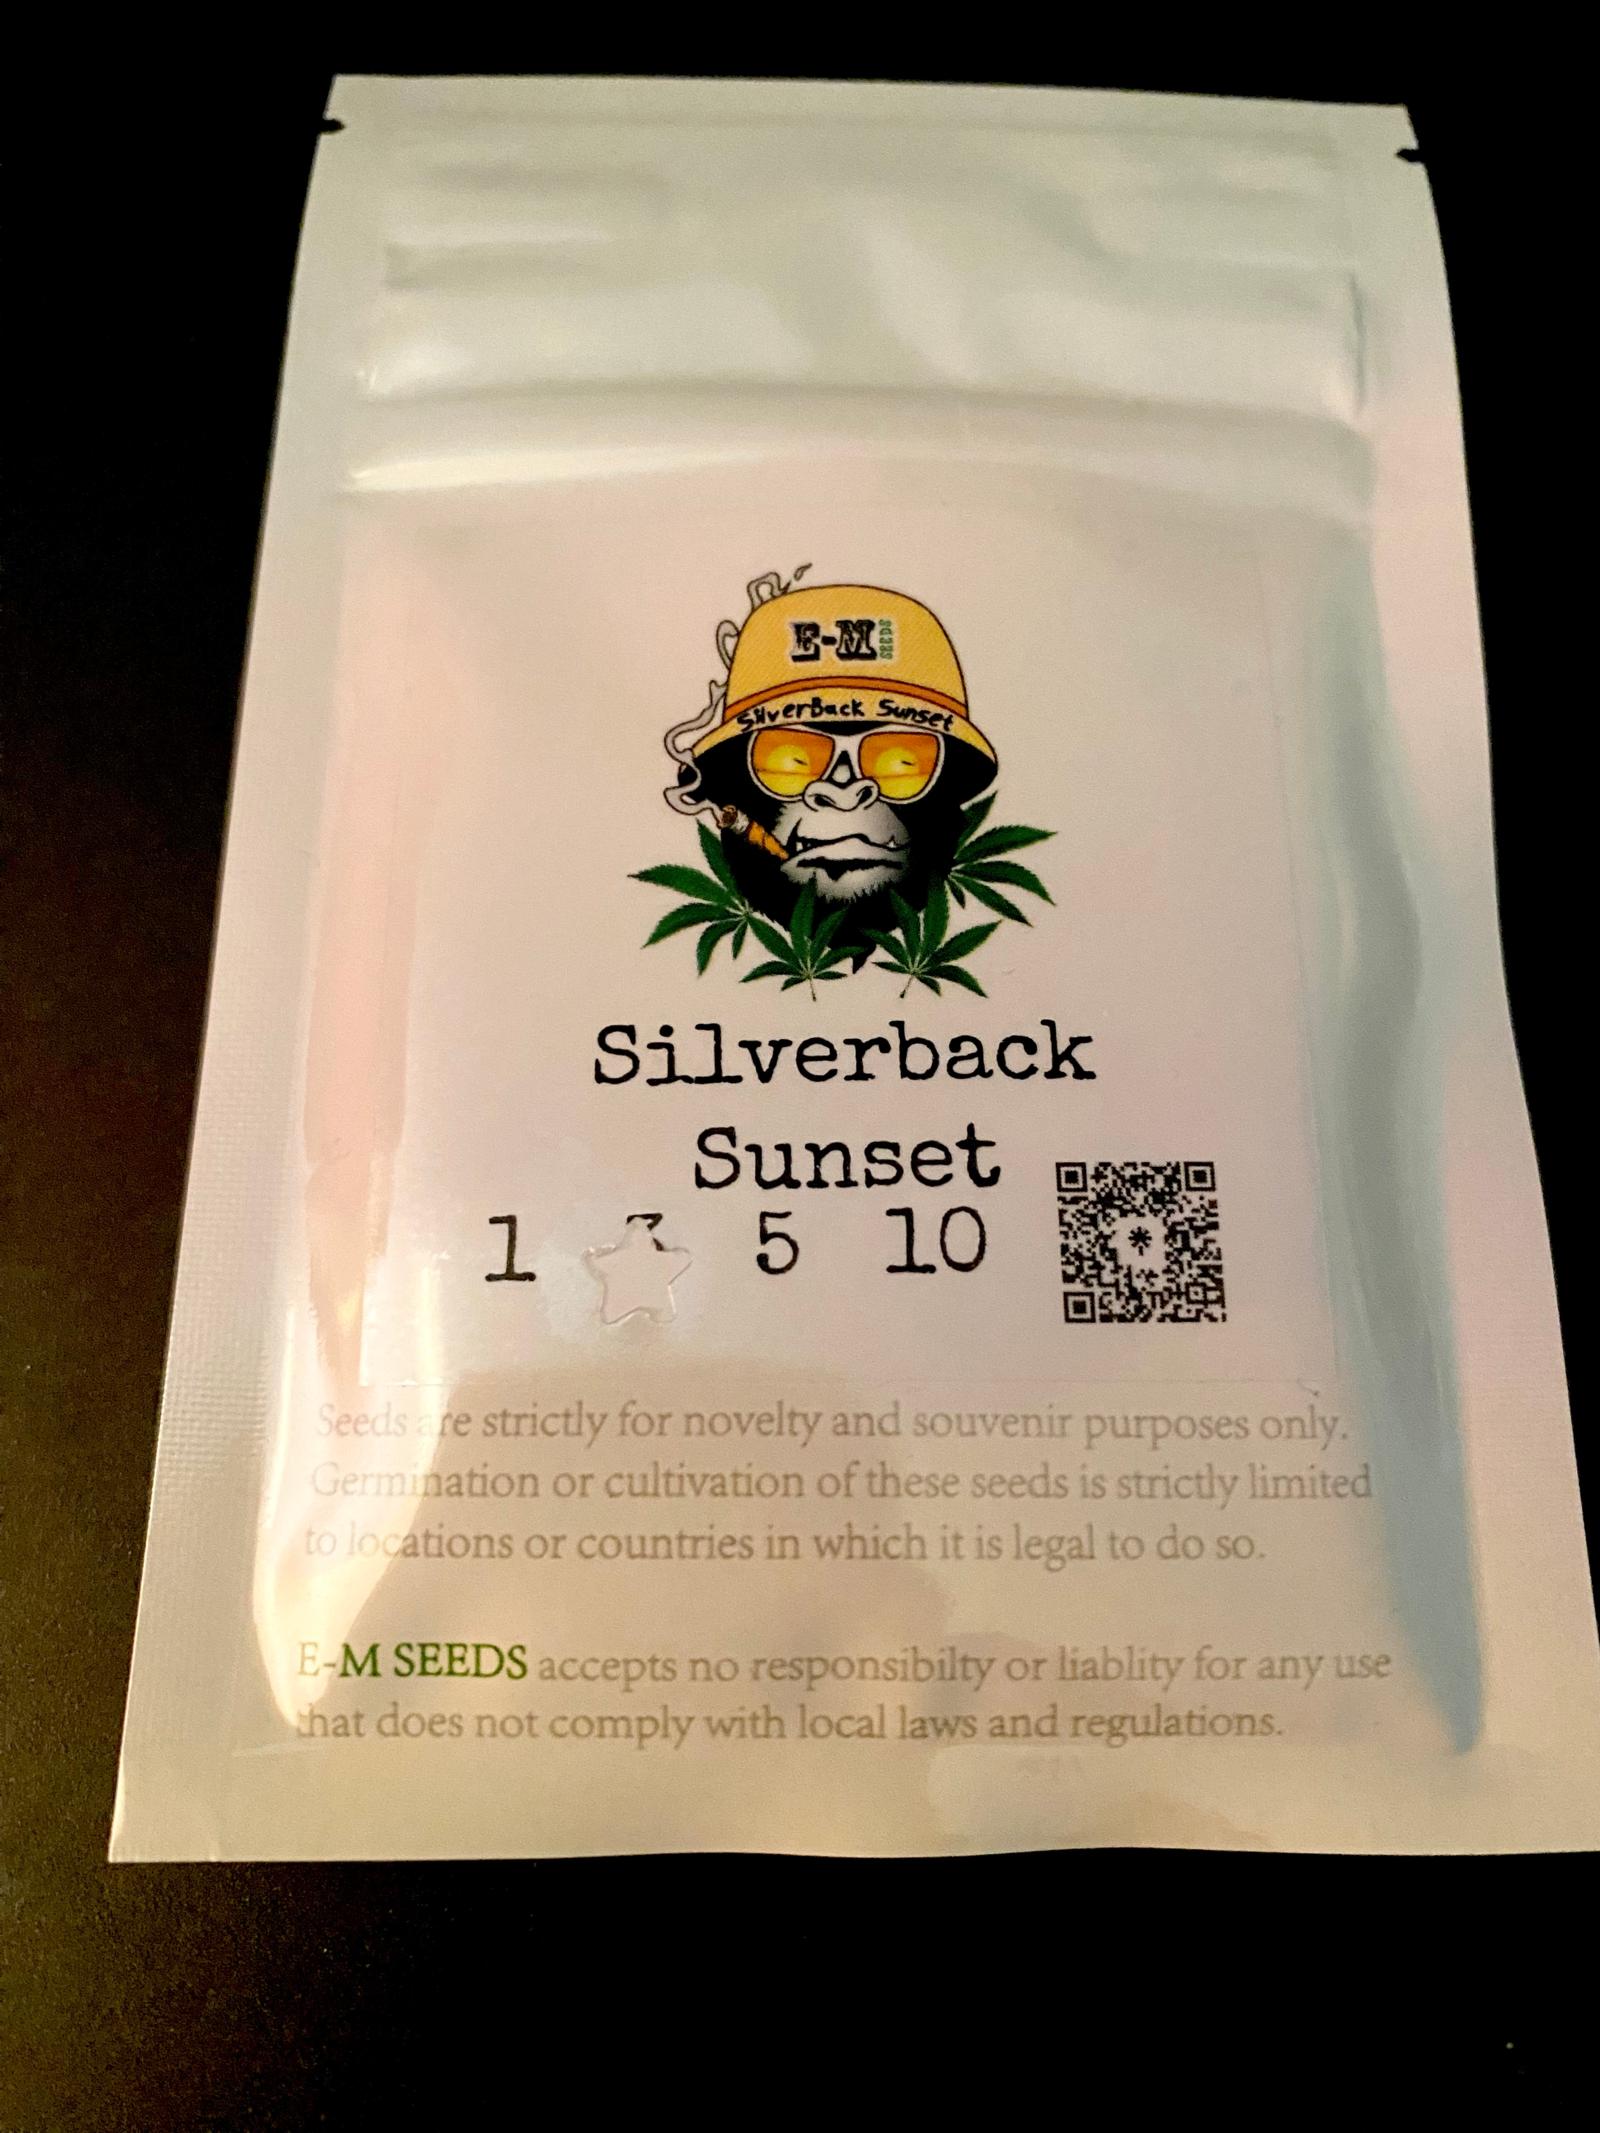 E-M SEEDS
SilverBack Sunset
Silverback
Sunset
1 3 5 10
Seeds are strictly for novelty and souvenir purposes only.
Germination or cultivation of these seeds is strictly limited
to locations or countries in which it is legal to do so.
E-M SEEDS accepts no responsibilty or liablity for any use
that does not comply with local laws and regulations.